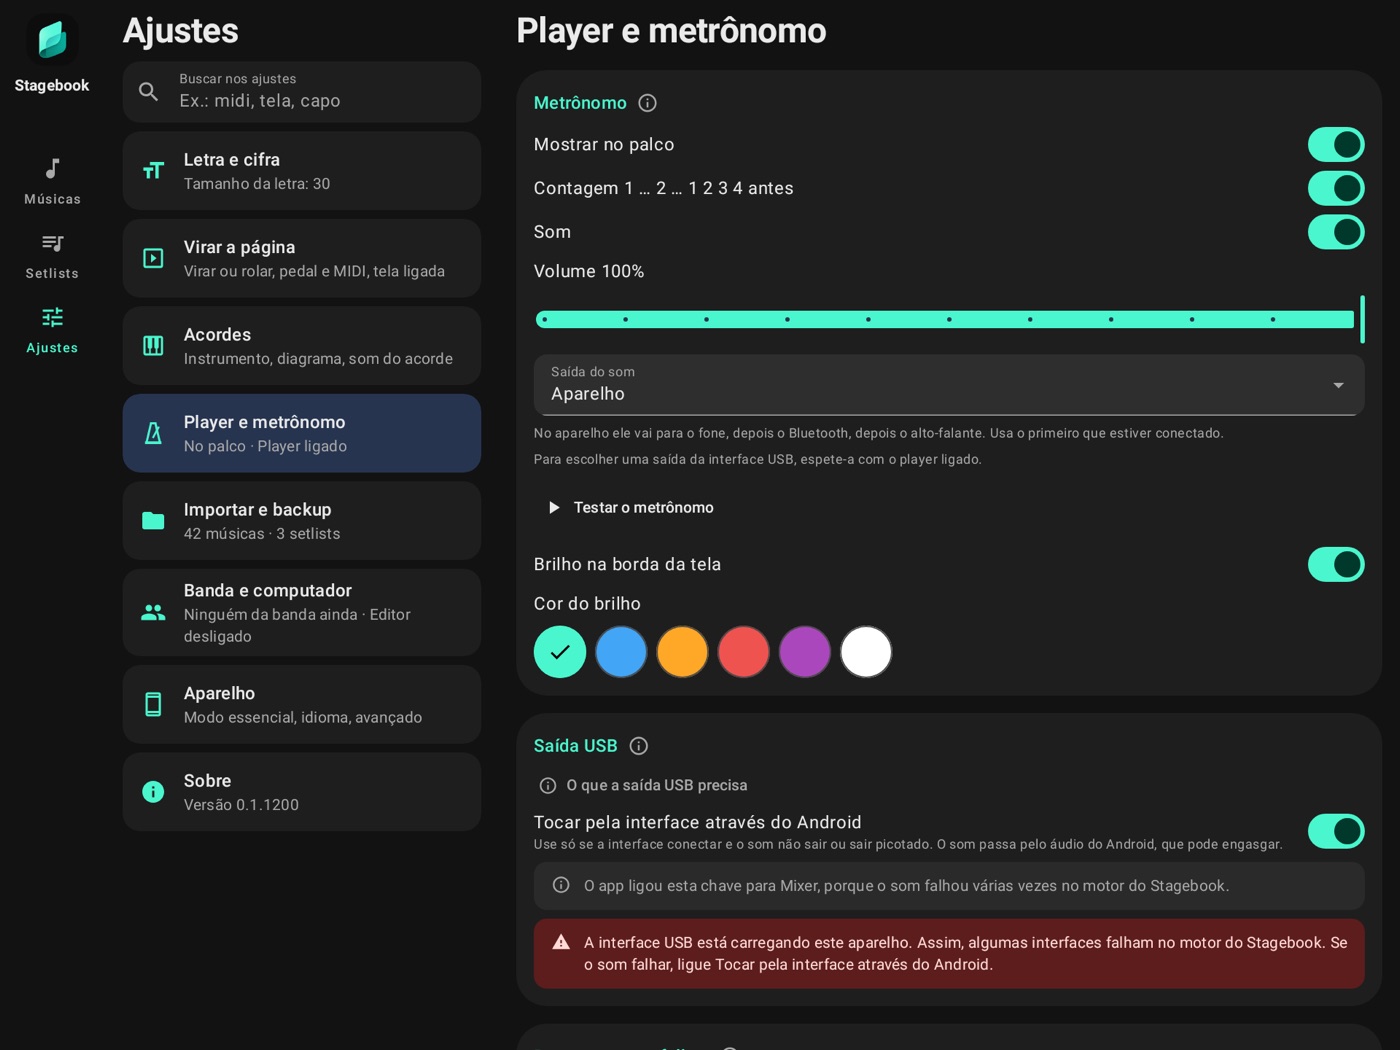 Stagebook
Músicas
Setlists
Ajustes
Ajustes
Buscar nos ajustes
Ex.: midi, tela, capo
Letra e cifra
Tamanho da letra: 30
Virar a página
Virar ou rolar, pedal e MIDI, tela ligada
Acordes
Instrumento, diagrama, som do acorde
Player e metrônomo
No palco · Player ligado
Importar e backup
42 músicas · 3 setlists
Banda e computador
Ninguém da banda ainda · Editor
desligado
Aparelho
Modo essencial, idioma, avançado
Sobre
Versão 0.1.1200
Player e metrônomo
Metrônomo
Mostrar no palco
Contagem 1 ... 2 ... 1 2 3 4 antes
Som
Volume 100%
Saída do som
Aparelho
No aparelho ele vai para o fone, depois o Bluetooth, depois o alto-falante. Usa o primeiro que estiver conectado.
Para escolher uma saída da interface USB, espete-a com o player ligado.
Testar o metrônomo
Brilho na borda da tela
Cor do brilho
Saída USB
O que a saída USB precisa
Tocar pela interface através do Android
Use só se a interface conectar e o som não sair ou sair picotado. O som passa pelo áudio do Android, que pode engasgar.
O app ligou esta chave para Mixer, porque o som falhou várias vezes no motor do Stagebook.
A interface USB está carregando este aparelho. Assim, algumas interfaces falham no motor do Stagebook. Se
o som falhar, ligue Tocar pela interface através do Android.